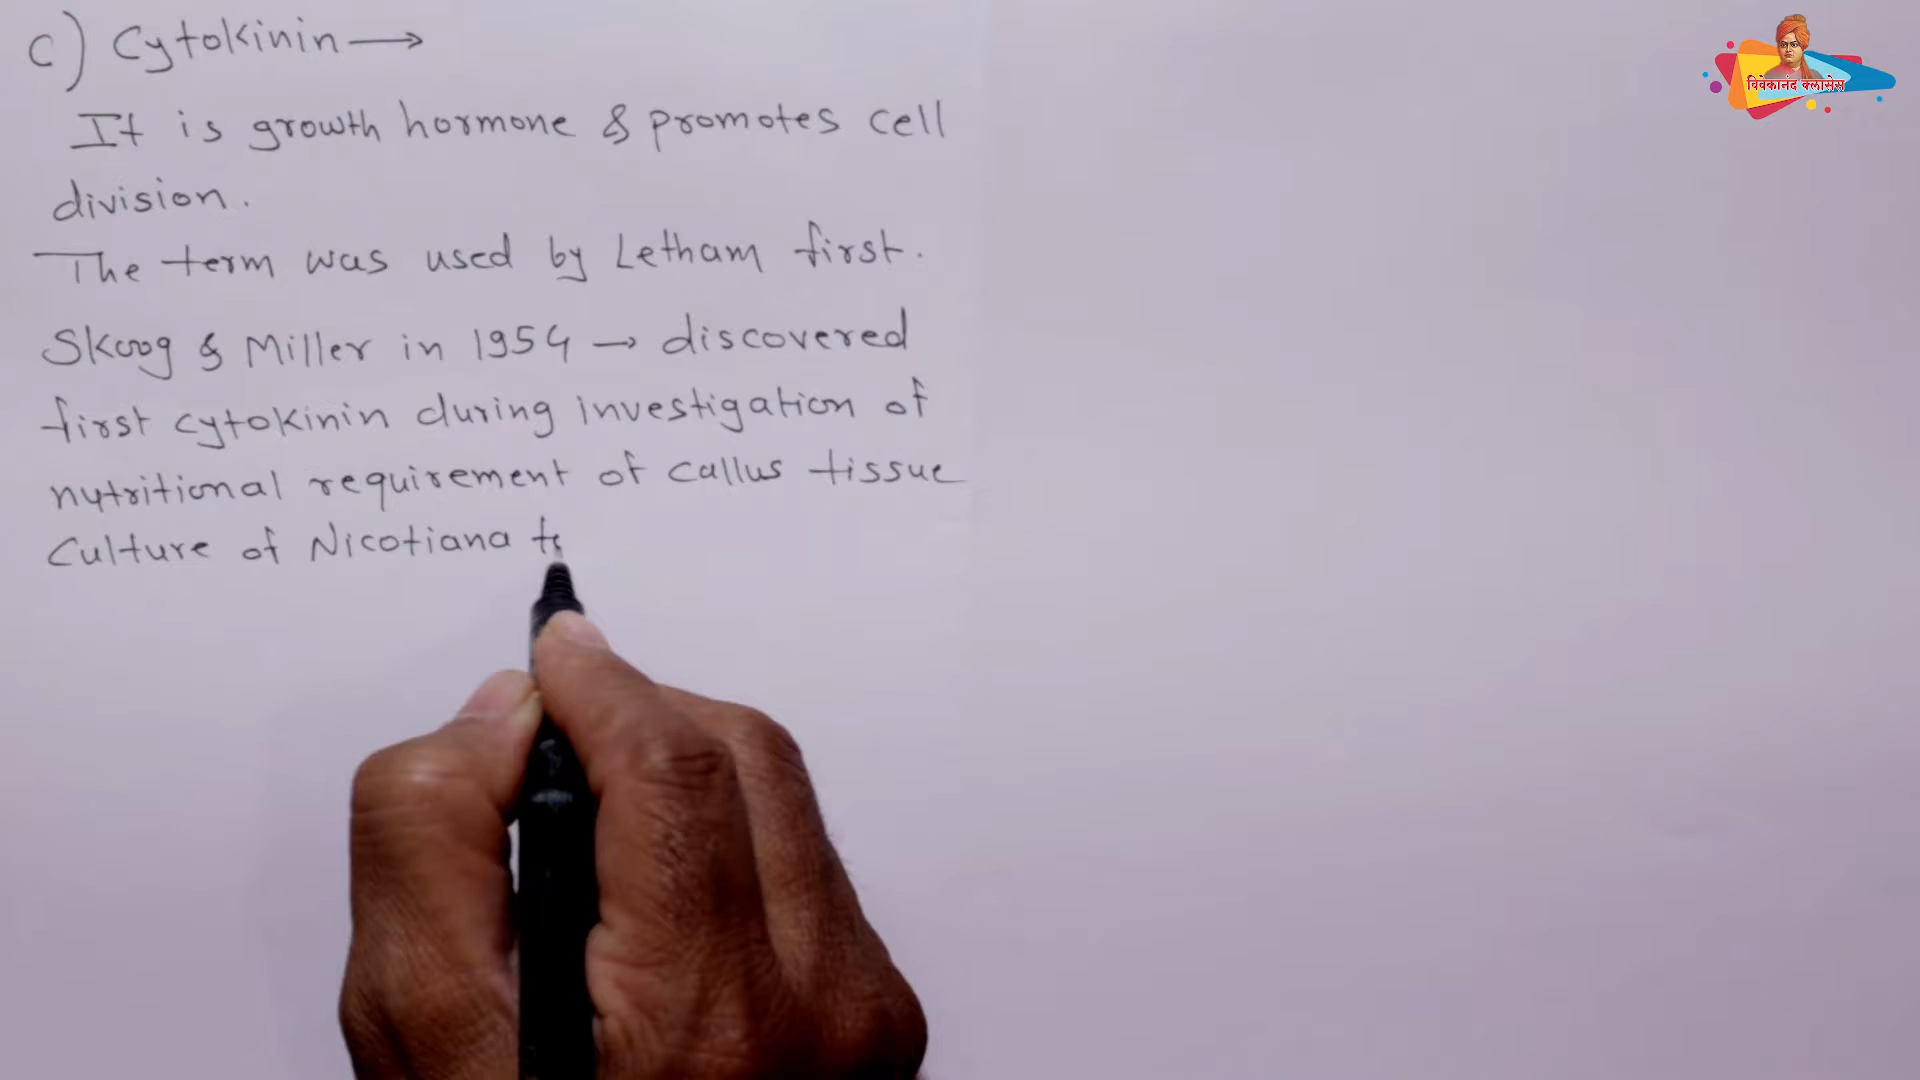 c) Cytokinin →
It is growth hormone & promotes cell
division.
The term was used by Letham first.
Skoog & Miller in 1954 → discovered
first cytokinin during investigation of
nutritional requirement of callus tissue
Culture of Nicotiana
विवेकानंद क्लासेस